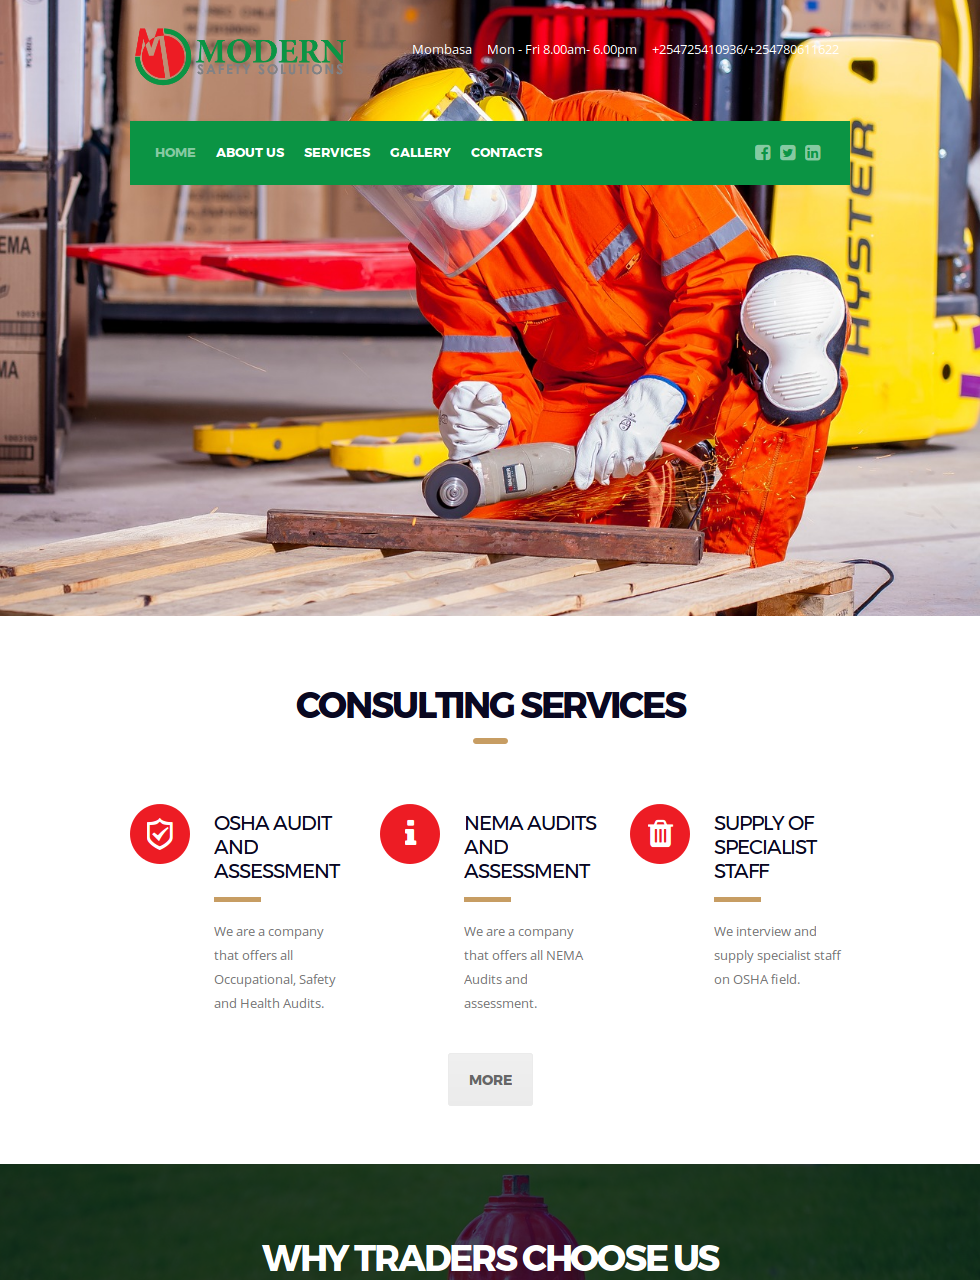 MODERN
SAFETY SOLUTIONS
Mombasa Mon - Fri 8.00am- 6.00pm +254725410936/+254780611622
HOME ABOUT US SERVICES GALLERY CONTACTS
HYSTER
EMA
MA
CONSULTING SERVICES
OSHA AUDIT
AND
ASSESSMENT
We are a company
that offers all
Occupational, Safety
and Health Audits.
NEMA AUDITS
AND
ASSESSMENT
We are a company
that offers all NEMA
Audits and
assessment.
SUPPLY OF
SPECIALIST
STAFF
We interview and
supply specialist staff
on OSHA field.
MORE
WHY TRADERS CHOOSE US